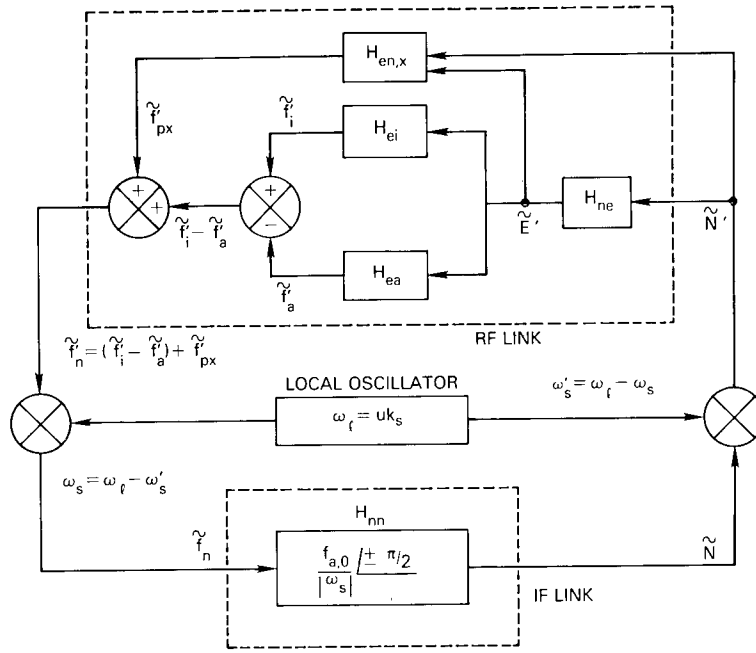 H_en,x
f̃'_px
f̃'_i
H_ei
+
+
+
−
f̃'_i − f̃'_a
Ẽ'
H_ne
Ñ'
H_ea
f̃'_a
RF LINK
f̃'_n = (f̃'_i − f̃'_a) + f̃'_px
LOCAL OSCILLATOR
ω_ℓ = uk_s
ω'_s = ω_ℓ − ω_s
ω_s = ω_ℓ − ω'_s
H_nn
f̃_n
f_a,0 / |ω_s| ∠± π/2
Ñ
IF LINK